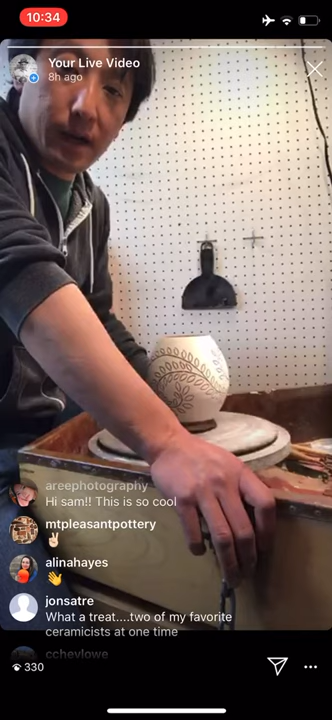 10:34
Your Live Video
8h ago
areephotography
Hi sam!! This is so cool
mtpleasantpottery
✌🏻
alinahayes
👋
jonsatre
What a treat....two of my favorite
ceramicists at one time
cchevlowe
330